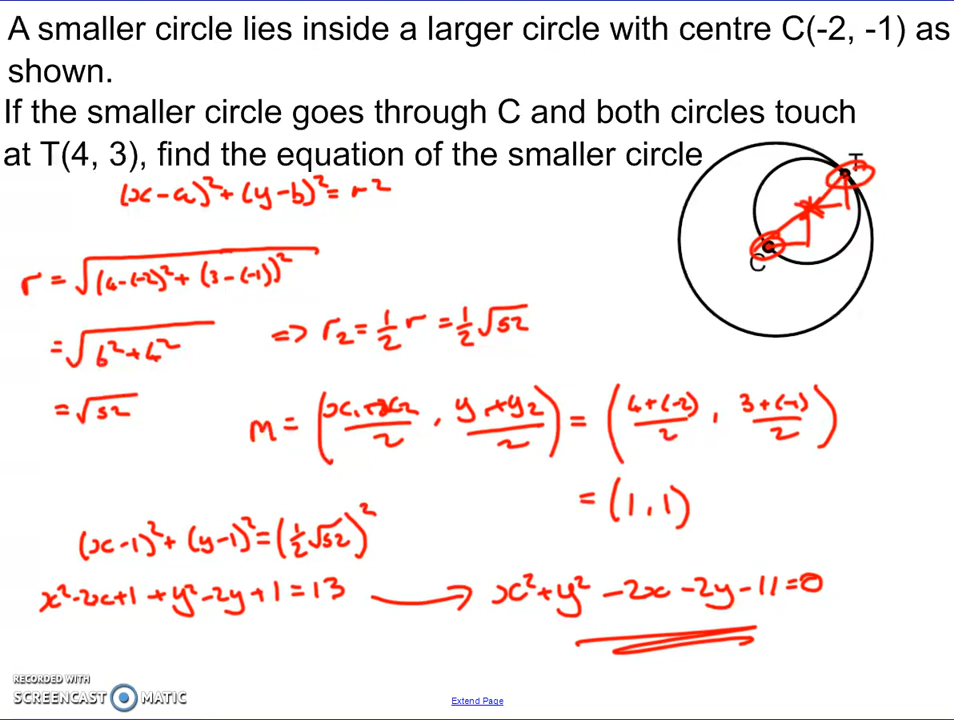 A smaller circle lies inside a larger circle with centre C(-2, -1) as
shown.
If the smaller circle goes through C and both circles touch
at T(4, 3), find the equation of the smaller circle
T
C
(x-a)² + (y-b)² = r²
r = √((4-(-2)² + (3-(-1))²
= √(6²+4²
= √52
⇒ r₂ = ½ r = ½ √52
m = (x₁+x₂/2 , y₁+y₂/2) = (4+(-2)/2 , 3+(-1)/2)
= (1, 1)
(x-1)² + (y-1)² = (½√52)²
x²-2x+1 + y²-2y+1 = 13 → x²+y² -2x -2y -11=0
RECORDED WITH
SCREENCAST MATIC
Extend Page